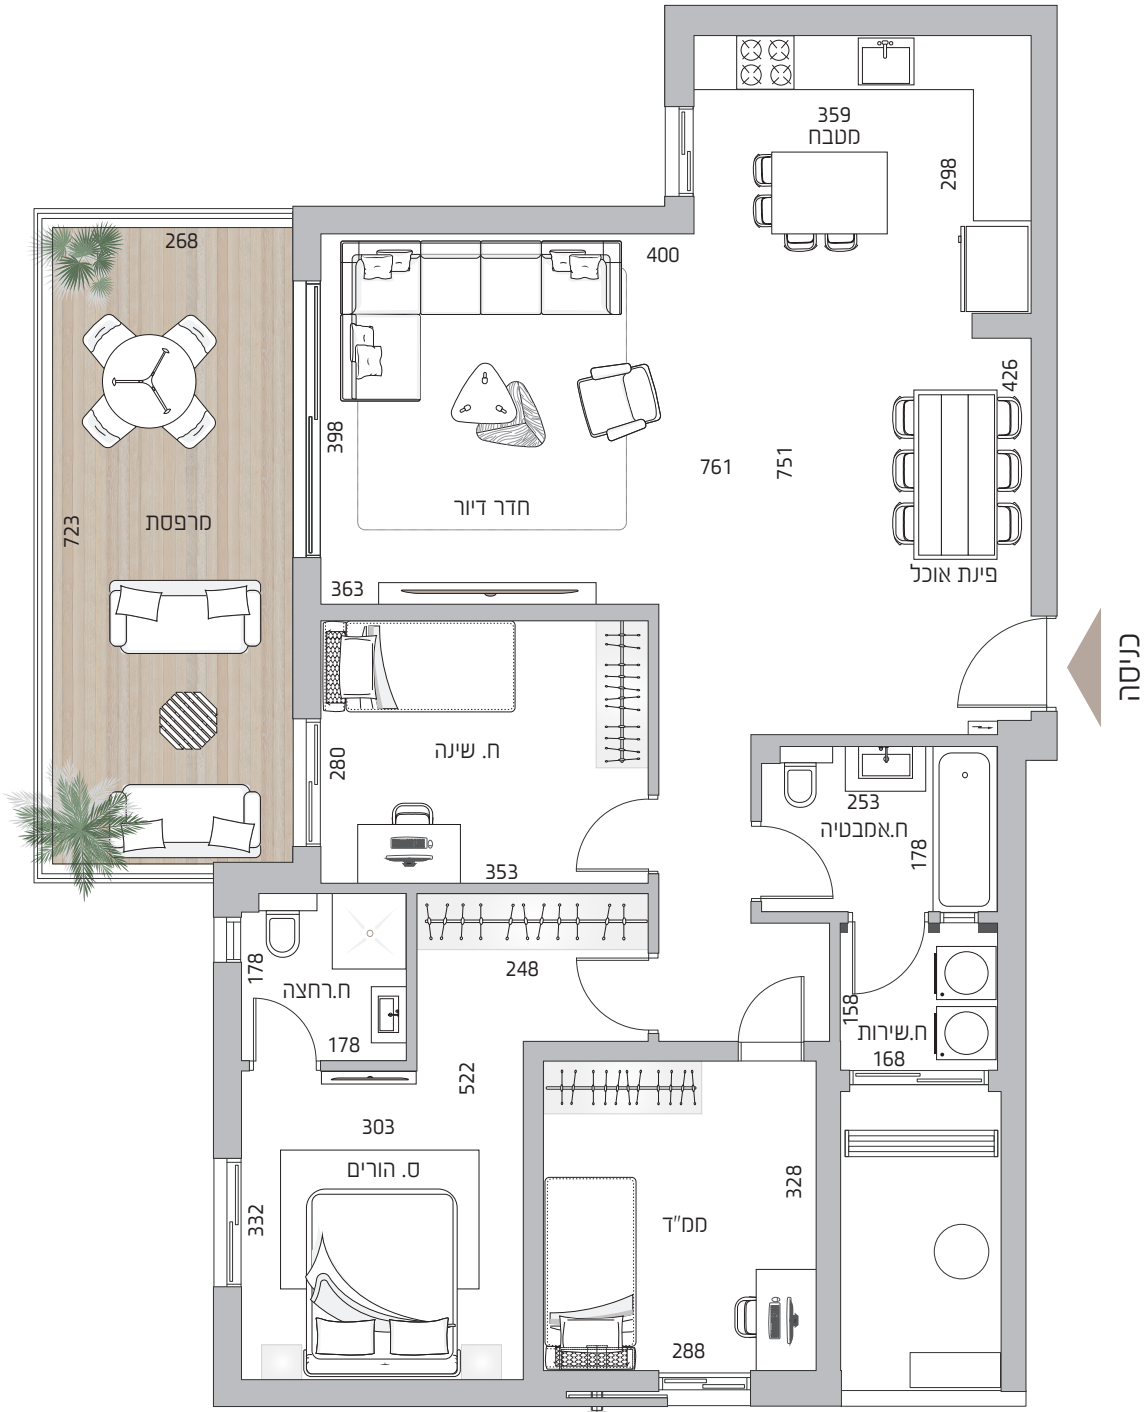 359
מטבח
298
268
400
426
398
761
751
חדר דיור
723
מרפסת
פינת אוכל
363
כניסה
280
ח. שינה
253
ח.אמבטיה
178
353
248
178
ח.רחצה
178
158
ח.שירות
168
522
303
ס. הורים
332
328
ממ"ד
288